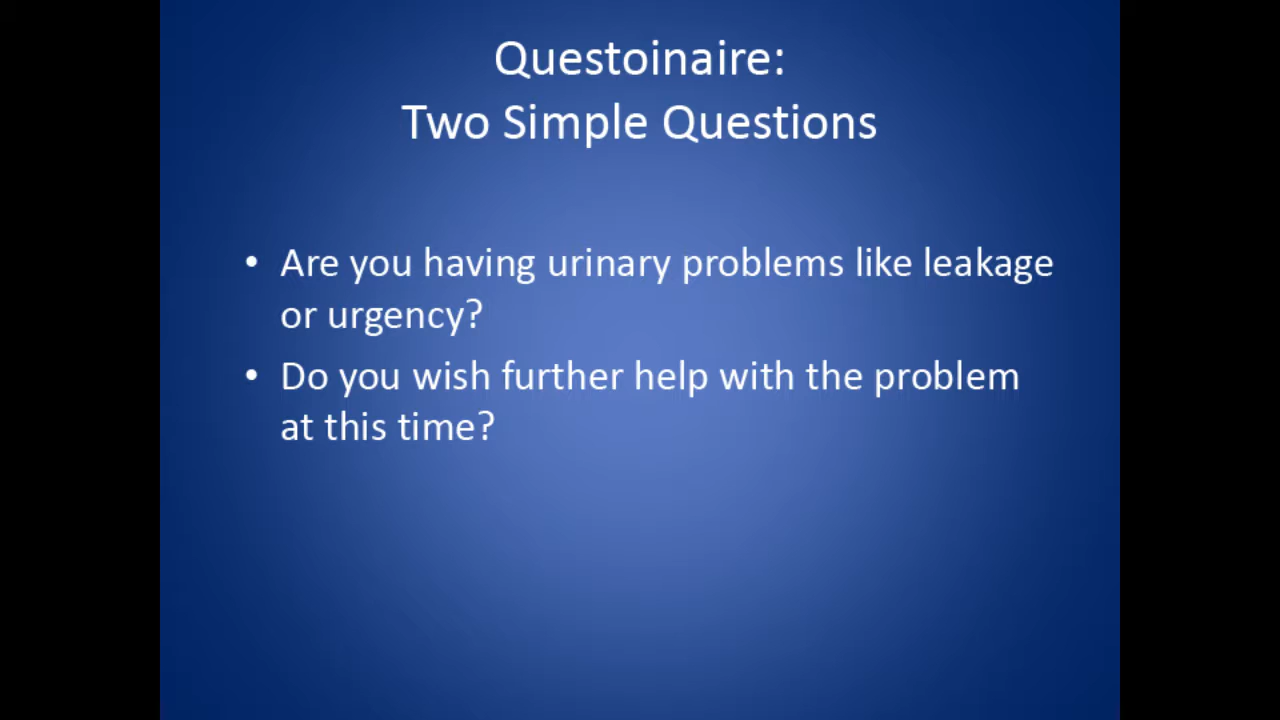 Questoinaire:
Two Simple Questions
• Are you having urinary problems like leakage
or urgency?
• Do you wish further help with the problem
at this time?